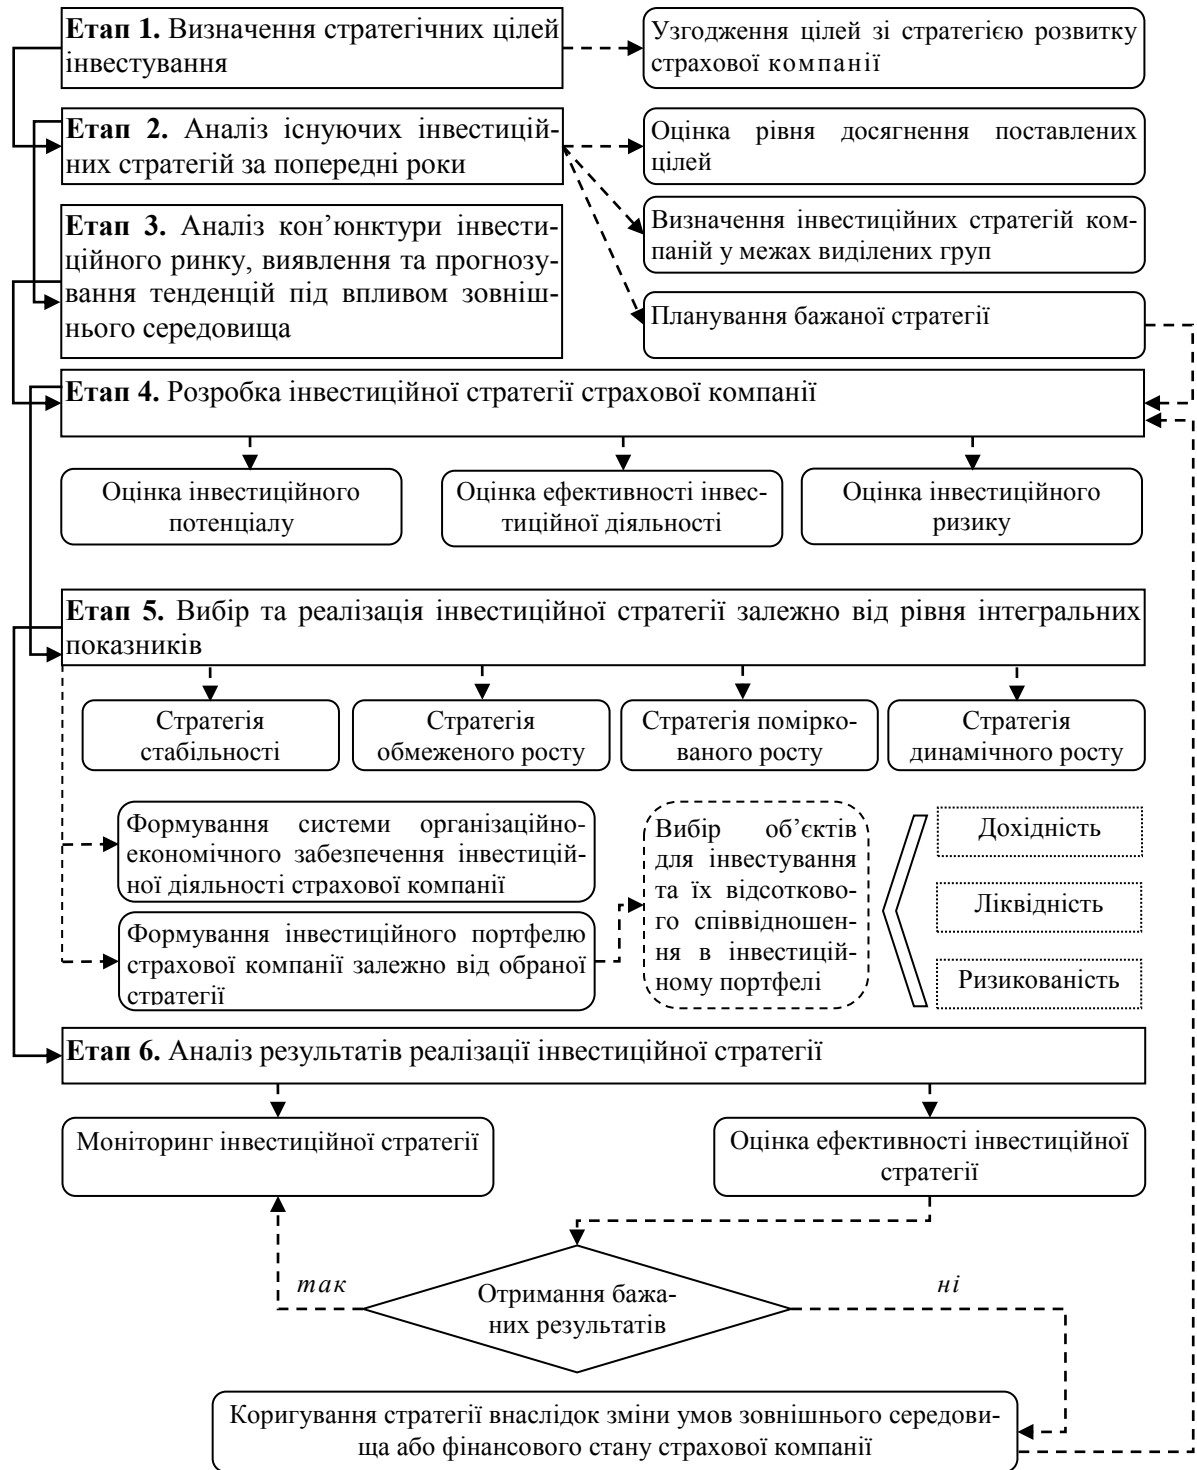 Етап 1. Визначення стратегічних цілей
інвестування
Узгодження цілей зі стратегією розвитку
страхової компанії
Етап 2. Аналіз існуючих інвестицій-
них стратегій за попередні роки
Оцінка рівня досягнення поставлених
цілей
Визначення інвестиційних стратегій ком-
паній у межах виділених груп
Етап 3. Аналіз кон’юнктури інвести-
ційного ринку, виявлення та прогнозу-
вання тенденцій під впливом зовніш-
нього середовища
Планування бажаної стратегії
Етап 4. Розробка інвестиційної стратегії страхової компанії
Оцінка інвестиційного
потенціалу
Оцінка ефективності інвес-
тиційної діяльності
Оцінка інвестиційного
ризику
Етап 5. Вибір та реалізація інвестиційної стратегії залежно від рівня інтегральних
показників
Стратегія
стабільності
Стратегія
обмеженого росту
Стратегія помірко-
ваного росту
Стратегія
динамічного росту
Формування системи організаційно-
економічного забезпечення інвестицій-
ної діяльності страхової компанії
Формування інвестиційного портфелю
страхової компанії залежно від обраної
стратегії
Вибір об’єктів
для інвестування
та їх відсотково-
го співвідношен-
ня в інвестицій-
ному портфелі
Дохідність
Ліквідність
Ризикованість
Етап 6. Аналіз результатів реалізації інвестиційної стратегії
Моніторинг інвестиційної стратегії
Оцінка ефективності інвестиційної
стратегії
так
Отримання бажа-
них результатів
ні
Коригування стратегії внаслідок зміни умов зовнішнього середови-
ща або фінансового стану страхової компанії